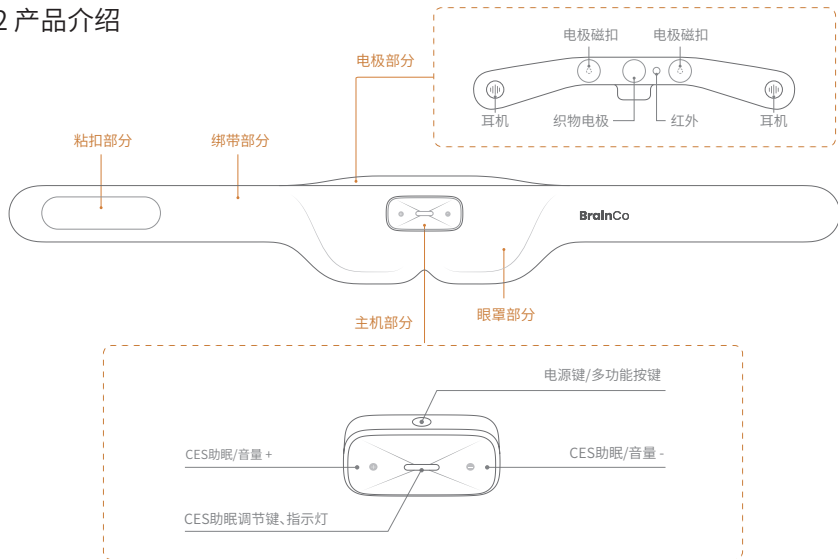 2 产品介绍
电极磁扣 电极磁扣
电极部分
耳机 织物电极 红外 耳机
粘扣部分 绑带部分
BrainCo
主机部分 眼罩部分
电源键/多功能按键
CES助眠/音量 + CES助眠/音量 -
CES助眠调节键、指示灯